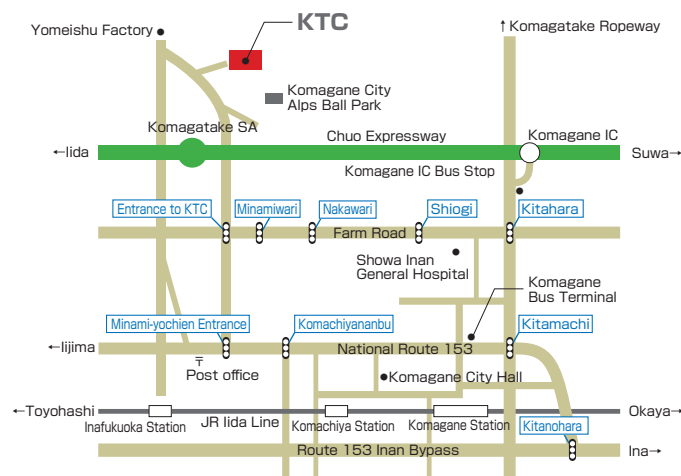 KTC
Yomeishu Factory
↑Komagatake Ropeway
Komagane City
Alps Ball Park
Komagatake SA
Chuo Expressway
Komagane IC
←Iida
Suwa→
Komagane IC Bus Stop
Entrance to KTC
Minamiwari
Nakawari
Shiogi
Kitahara
Farm Road
Showa Inan
General Hospital
Komagane
Bus Terminal
Minami-yochien Entrance
Komachiyananbu
Kitamachi
←Iijima
National Route 153
〒
Post office
Komagane City Hall
←Toyohashi
Okaya→
Inafukuoka Station
JR Iida Line
Komachiya Station
Komagane Station
Kitanohara
Route 153 Inan Bypass
Ina→